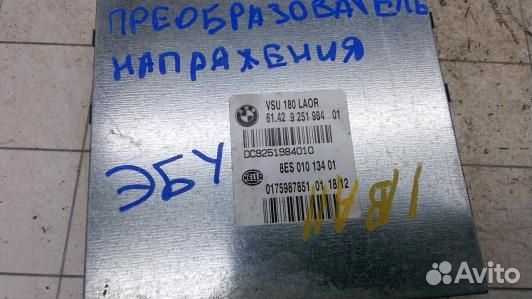 ПРЕОБРАЗОВАТЕЛЬ
НАПРАЖЕНИЯ
ЭБУ
VSU 180 LAOR
61.42 9 251 984 01
DC9251984010
8ES 010 134 01
HELLA
0175987851 01 18 12
Avito